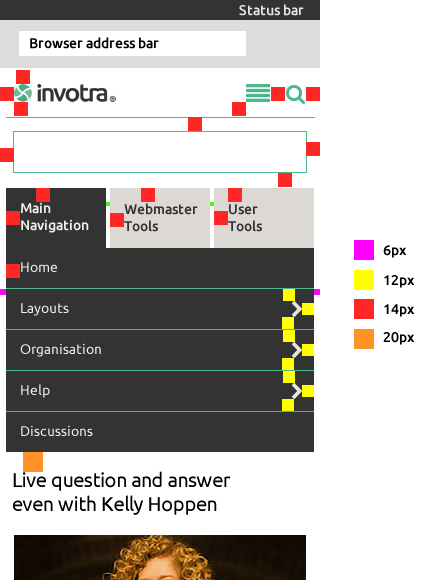 Status bar
Browser address bar
invotra®
Main
Navigation
Webmaster
Tools
User
Tools
Home
Layouts
Organisation
Help
Discussions
Live question and answer
even with Kelly Hoppen
6px
12px
14px
20px